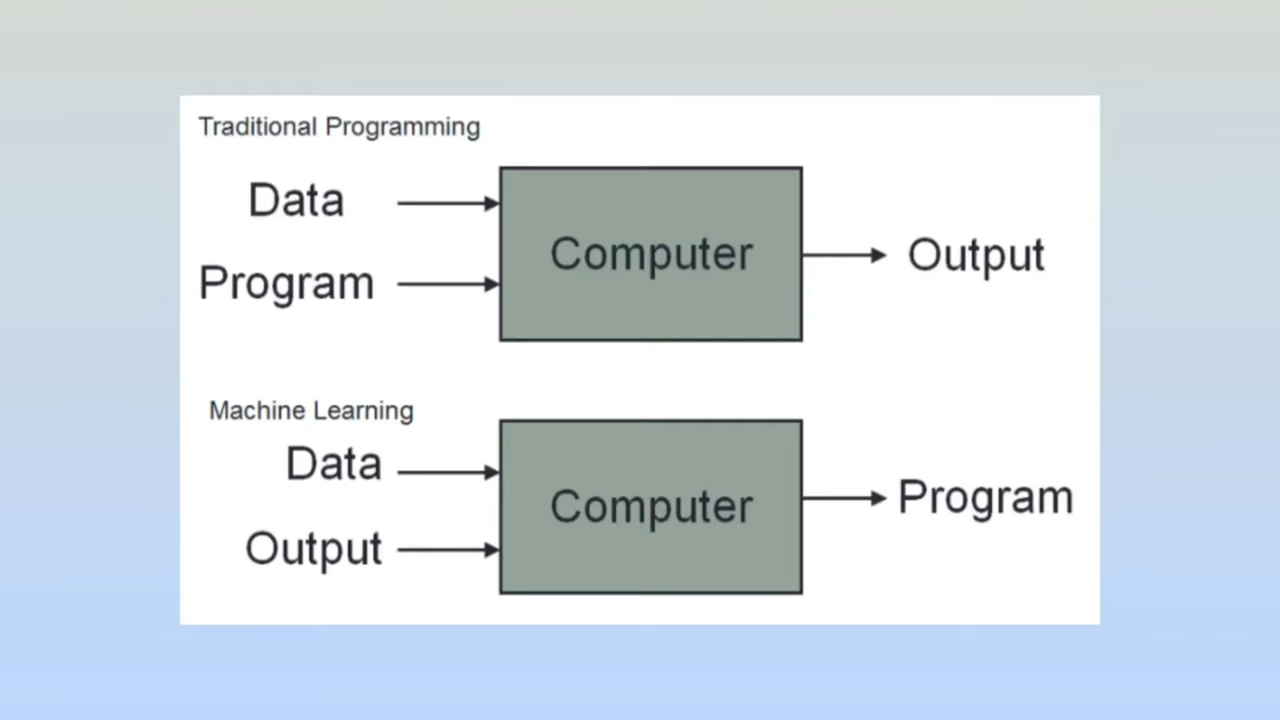 Traditional Programming
Data
Program
Computer
Output
Machine Learning
Data
Output
Computer
Program